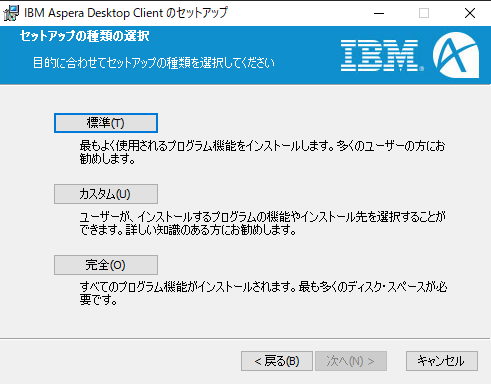 IBM Aspera Desktop Client のセットアップ
セットアップの種類の選択
目的に合わせてセットアップの種類を選択してください
IBM
標準(T)
最もよく使用されるプログラム機能をインストールします。多くのユーザーの方にお
勧めします。
カスタム(U)
ユーザーが、インストールするプログラムの機能やインストール先を選択することが
できます。詳しい知識のある方にお勧めします。
完全(O)
すべてのプログラム機能がインストールされます。最も多くのディスク・スペースが必
要です。
< 戻る(B)
次へ(N) >
キャンセル